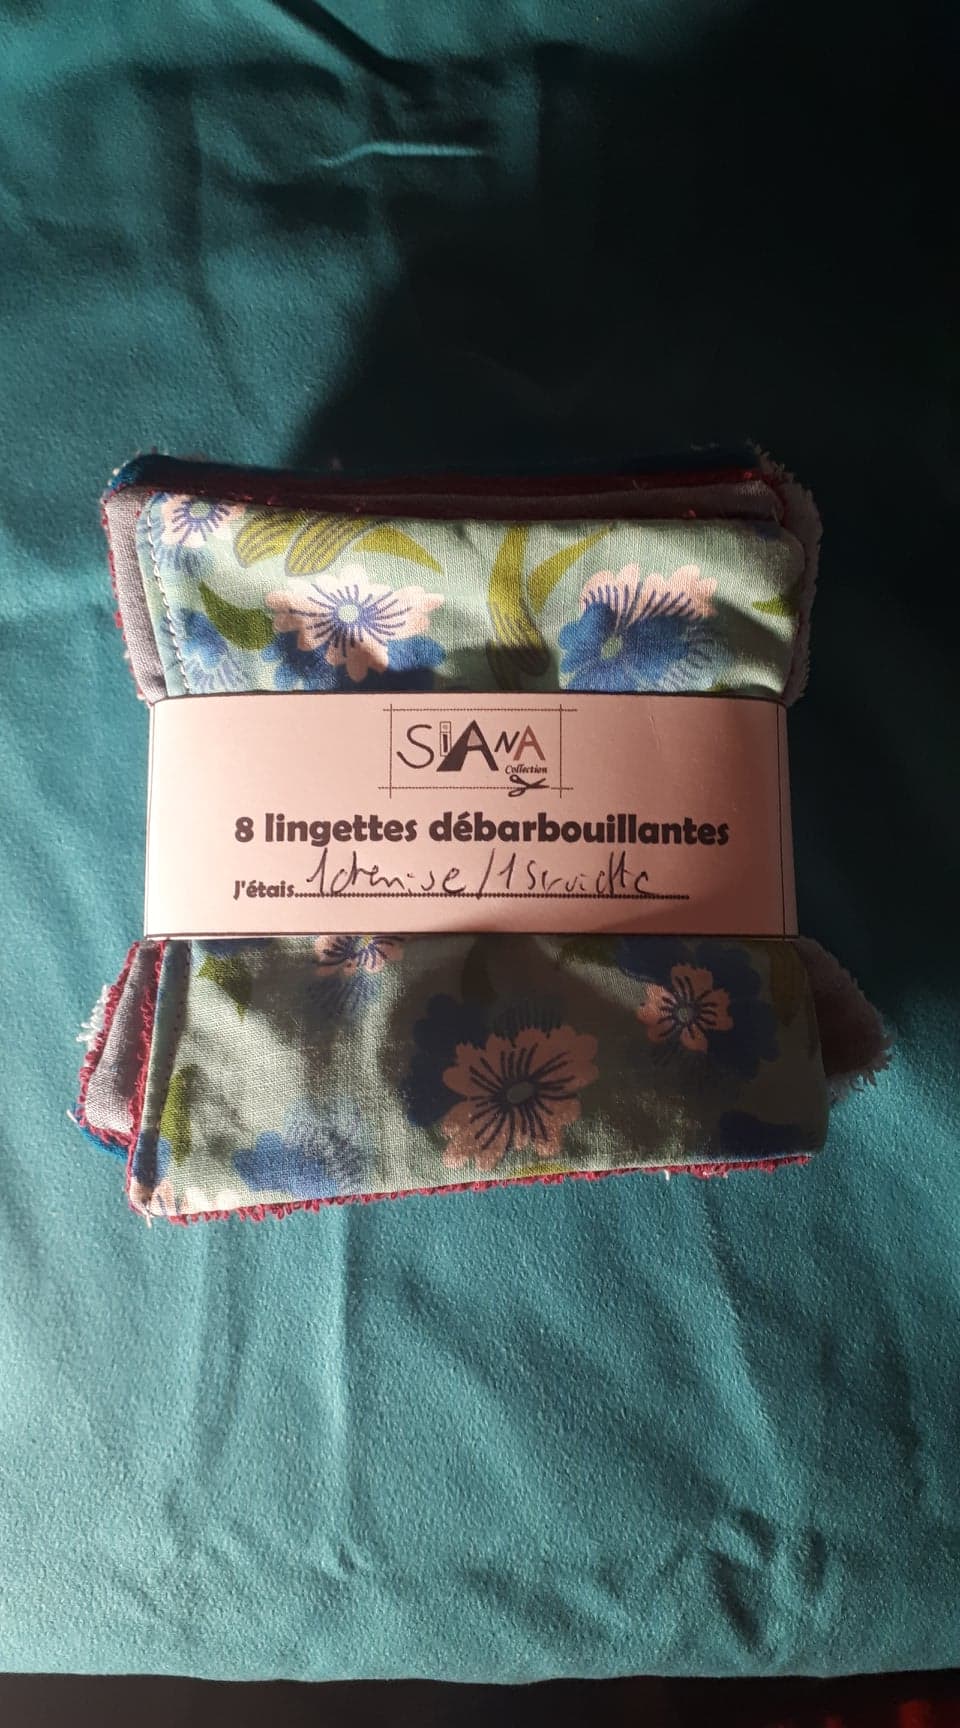 SiANA
Collection
8 lingettes débarbouillantes
J'étais...1 chemise / 1 serviette